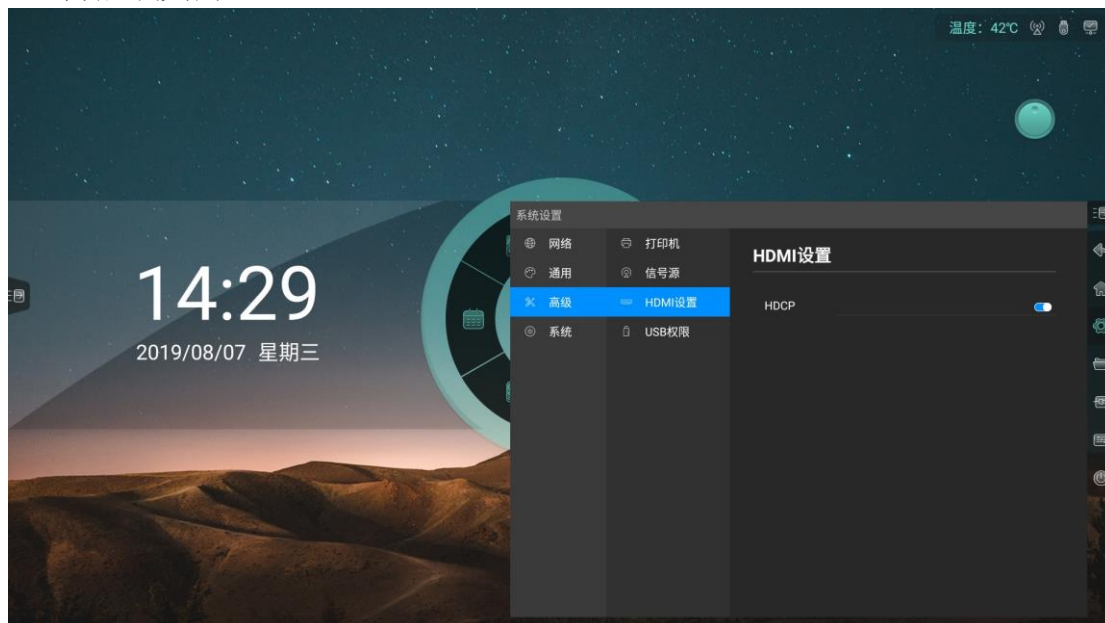 温度：42℃
14:29
2019/08/07 星期三
系统设置
网络
通用
高级
系统
打印机
信号源
HDMI设置
USB权限
HDMI设置
HDCP